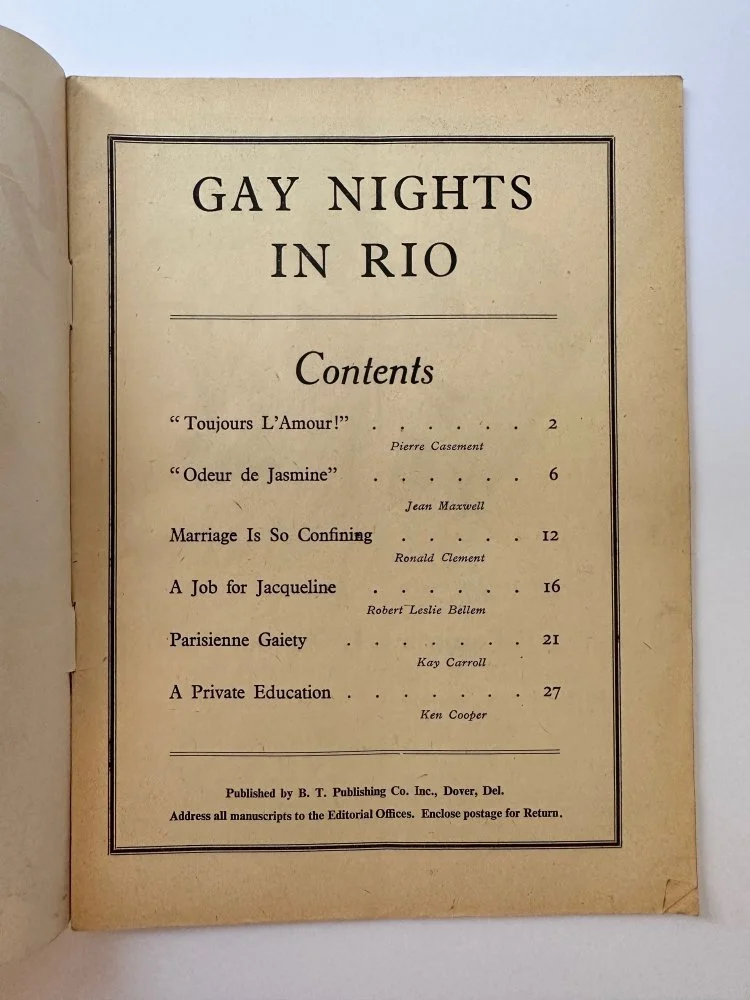 GAY NIGHTS
IN RIO
Contents
“Toujours L’Amour!” . . . . . . 2
Pierre Casement
“Odeur de Jasmine” . . . . . . 6
Jean Maxwell
Marriage Is So Confining . . . . . 12
Ronald Clement
A Job for Jacqueline . . . . . . 16
Robert Leslie Bellem
Parisienne Gaiety . . . . . . . 21
Kay Carroll
A Private Education . . . . . . . 27
Ken Cooper
Published by B. T. Publishing Co. Inc., Dover, Del.
Address all manuscripts to the Editorial Offices. Enclose postage for Return.